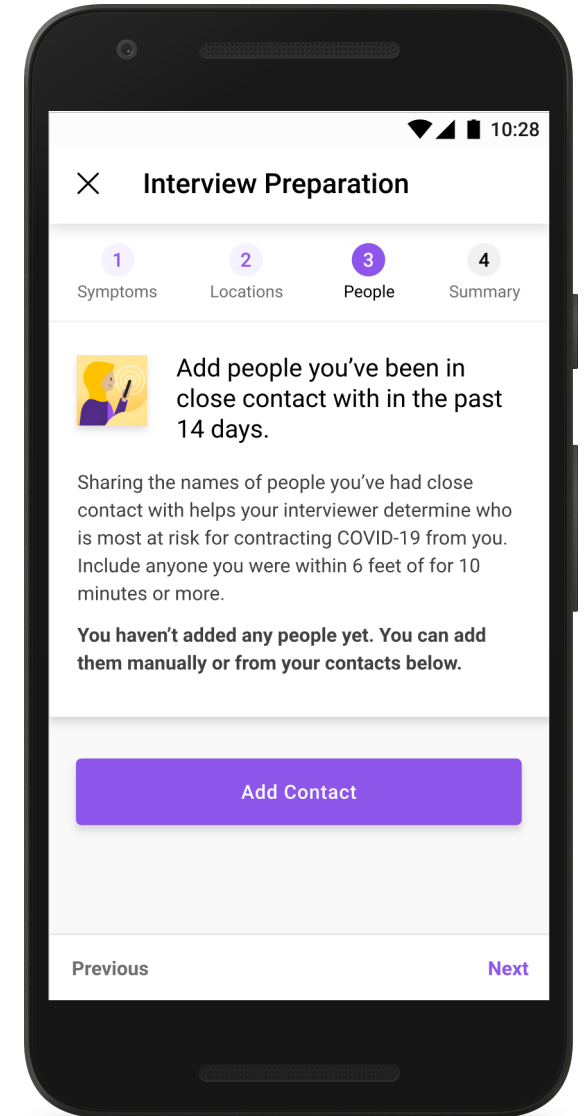 10:28
Interview Preparation
1 2 3 4
Symptoms Locations People Summary
Add people you’ve been in
close contact with in the past
14 days.
Sharing the names of people you’ve had close
contact with helps your interviewer determine who
is most at risk for contracting COVID-19 from you.
Include anyone you were within 6 feet of for 10
minutes or more.
You haven’t added any people yet. You can add
them manually or from your contacts below.
Add Contact
Previous Next